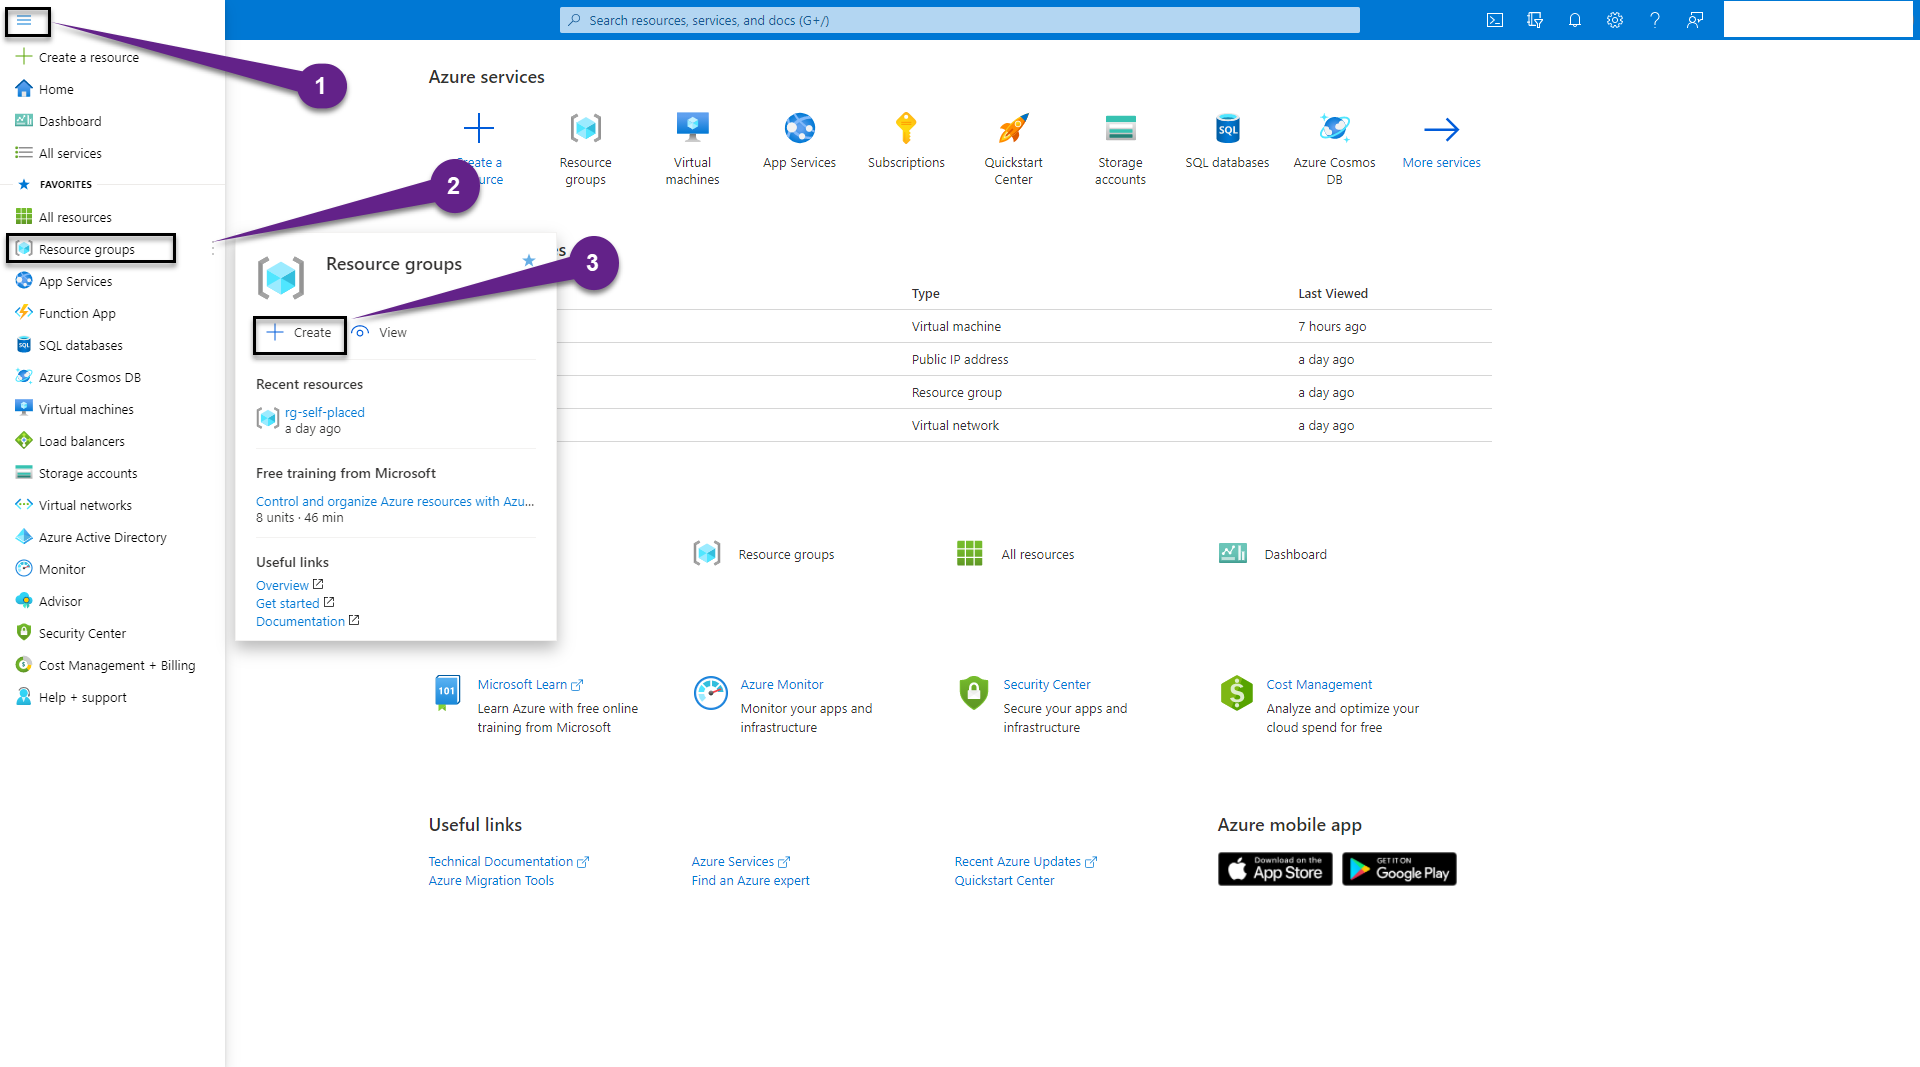 Search resources, services, and docs (G+/)
Create a resource
Home
Dashboard
All services
FAVORITES
All resources
Resource groups
App Services
Function App
SQL databases
Azure Cosmos DB
Virtual machines
Load balancers
Storage accounts
Virtual networks
Azure Active Directory
Monitor
Advisor
Security Center
Cost Management + Billing
Help + support
1
2
3
Azure services
Resource
groups
Virtual
machines
App Services
Subscriptions
Quickstart
Center
Storage
accounts
SQL
SQL databases
Azure Cosmos
DB
More services
Resource groups
Create
View
Recent resources
rg-self-placed
a day ago
Free training from Microsoft
Control and organize Azure resources with Azu...
8 units · 46 min
Useful links
Overview
Get started
Documentation
Type
Last Viewed
Virtual machine
7 hours ago
Public IP address
a day ago
Resource group
a day ago
Virtual network
a day ago
Resource groups
All resources
Dashboard
101
Microsoft Learn
Learn Azure with free online
training from Microsoft
Azure Monitor
Monitor your apps and
infrastructure
Security Center
Secure your apps and
infrastructure
Cost Management
Analyze and optimize your
cloud spend for free
Useful links
Technical Documentation
Azure Migration Tools
Azure Services
Find an Azure expert
Recent Azure Updates
Quickstart Center
Azure mobile app
Download on the
App Store
GET IT ON
Google Play